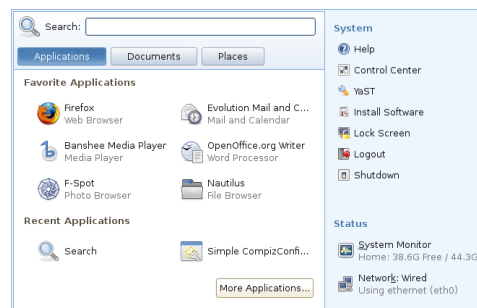 Search:
Applications
Documents
Places
Favorite Applications
Firefox
Web Browser
Evolution Mail and C...
Mail and Calendar
Banshee Media Player
Media Player
OpenOffice.org Writer
Word Processor
F-Spot
Photo Browser
Nautilus
File Browser
Recent Applications
Search
Simple CompizConfi...
More Applications...
System
Help
Control Center
YaST
Install Software
Lock Screen
Logout
Shutdown
Status
System Monitor
Home: 38.6G Free / 44.3G
Network: Wired
Using ethernet (eth0)